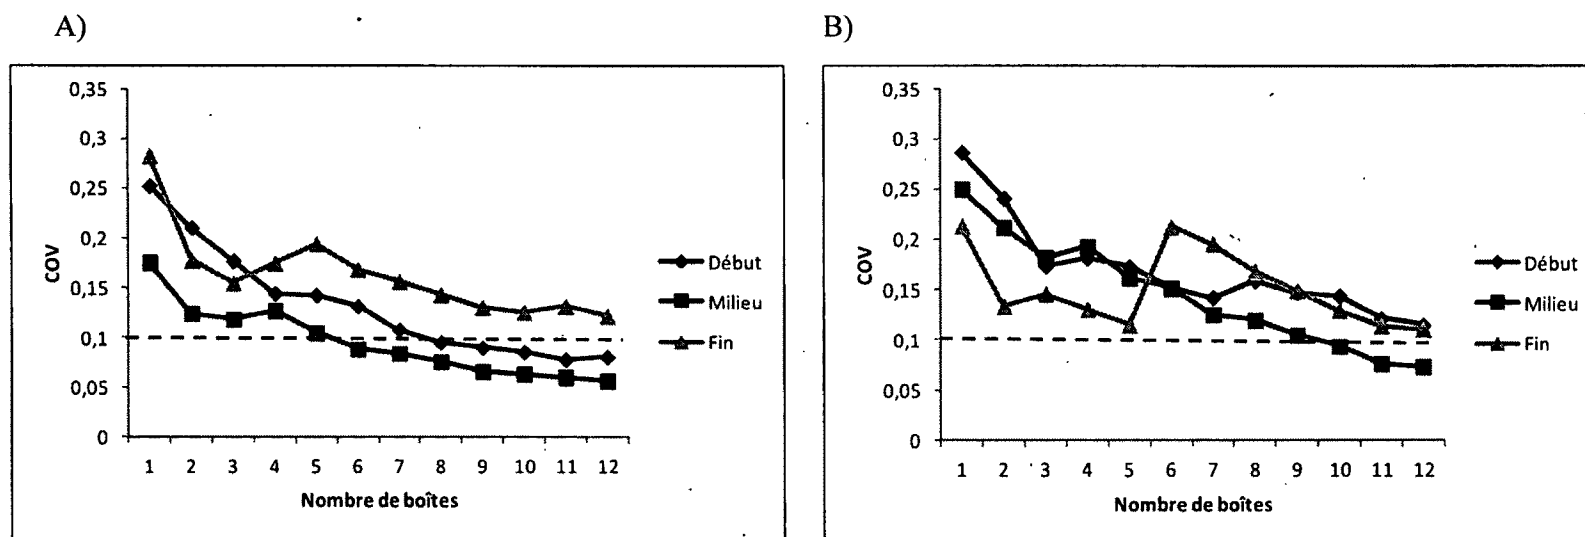 A)
0,35
0,3
0,25
0,2
0,15
0,1
0,05
0
COV
1 2 3 4 5 6 7 8 9 10 11 12
Nombre de boîtes
Début
Milieu
Fin
B)
0,35
0,3
0,25
0,2
0,15
0,1
0,05
0
COV
1 2 3 4 5 6 7 8 9 10 11 12
Nombre de boîtes
Début
Milieu
Fin